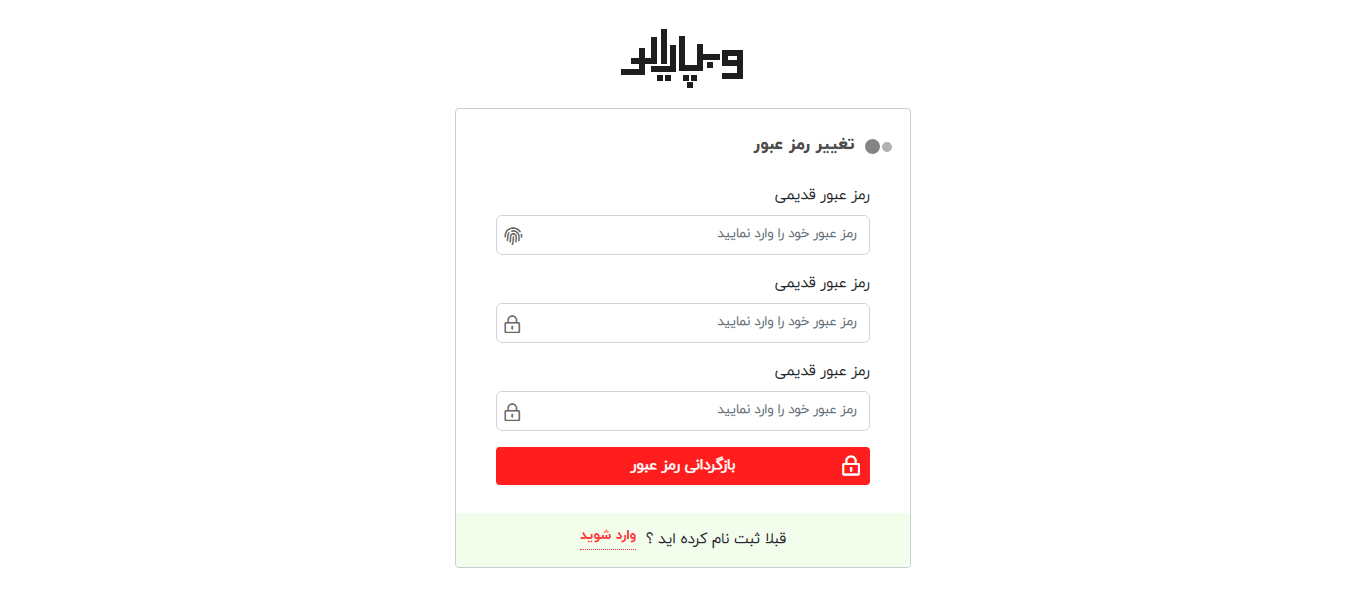 وب‌پارالو
تغییر رمز عبور
رمز عبور قدیمی
رمز عبور خود را وارد نمایید
رمز عبور قدیمی
رمز عبور خود را وارد نمایید
رمز عبور قدیمی
رمز عبور خود را وارد نمایید
بازگردانی رمز عبور
قبلا ثبت نام کرده اید ؟ وارد شوید